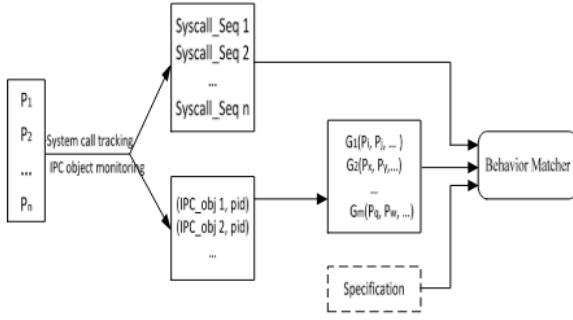 P1
P2
...
Pn
System call tracking
IPC object monitoring
Syscall_Seq 1
Syscall_Seq 2
...
Syscall_Seq n
(IPC_obj 1, pid)
(IPC_obj 2, pid)
...
G1(Pi, Pj, ... )
G2(Px, Py,...)
...
Gm(Pq, Pw, ...)
Specification
Behavior Matcher